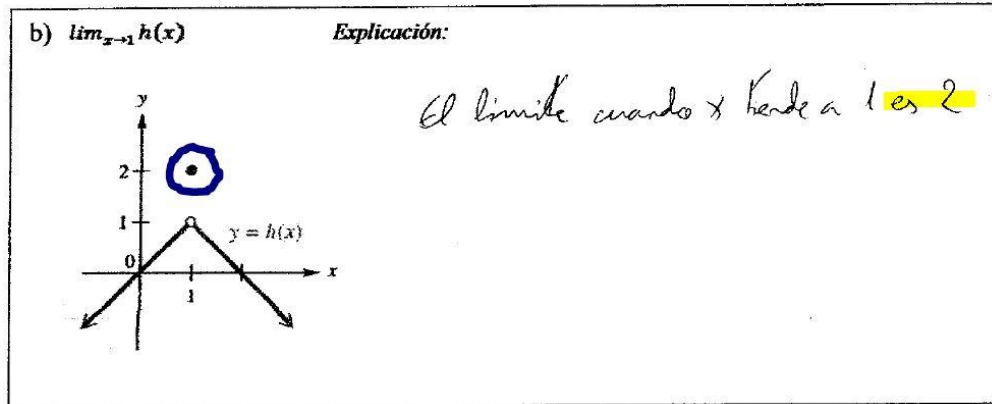 b) lim_{x→1} h(x) Explicación:
El limite cuando x tiende a 1 es 2
y
2
1
y = h(x)
0
x
1